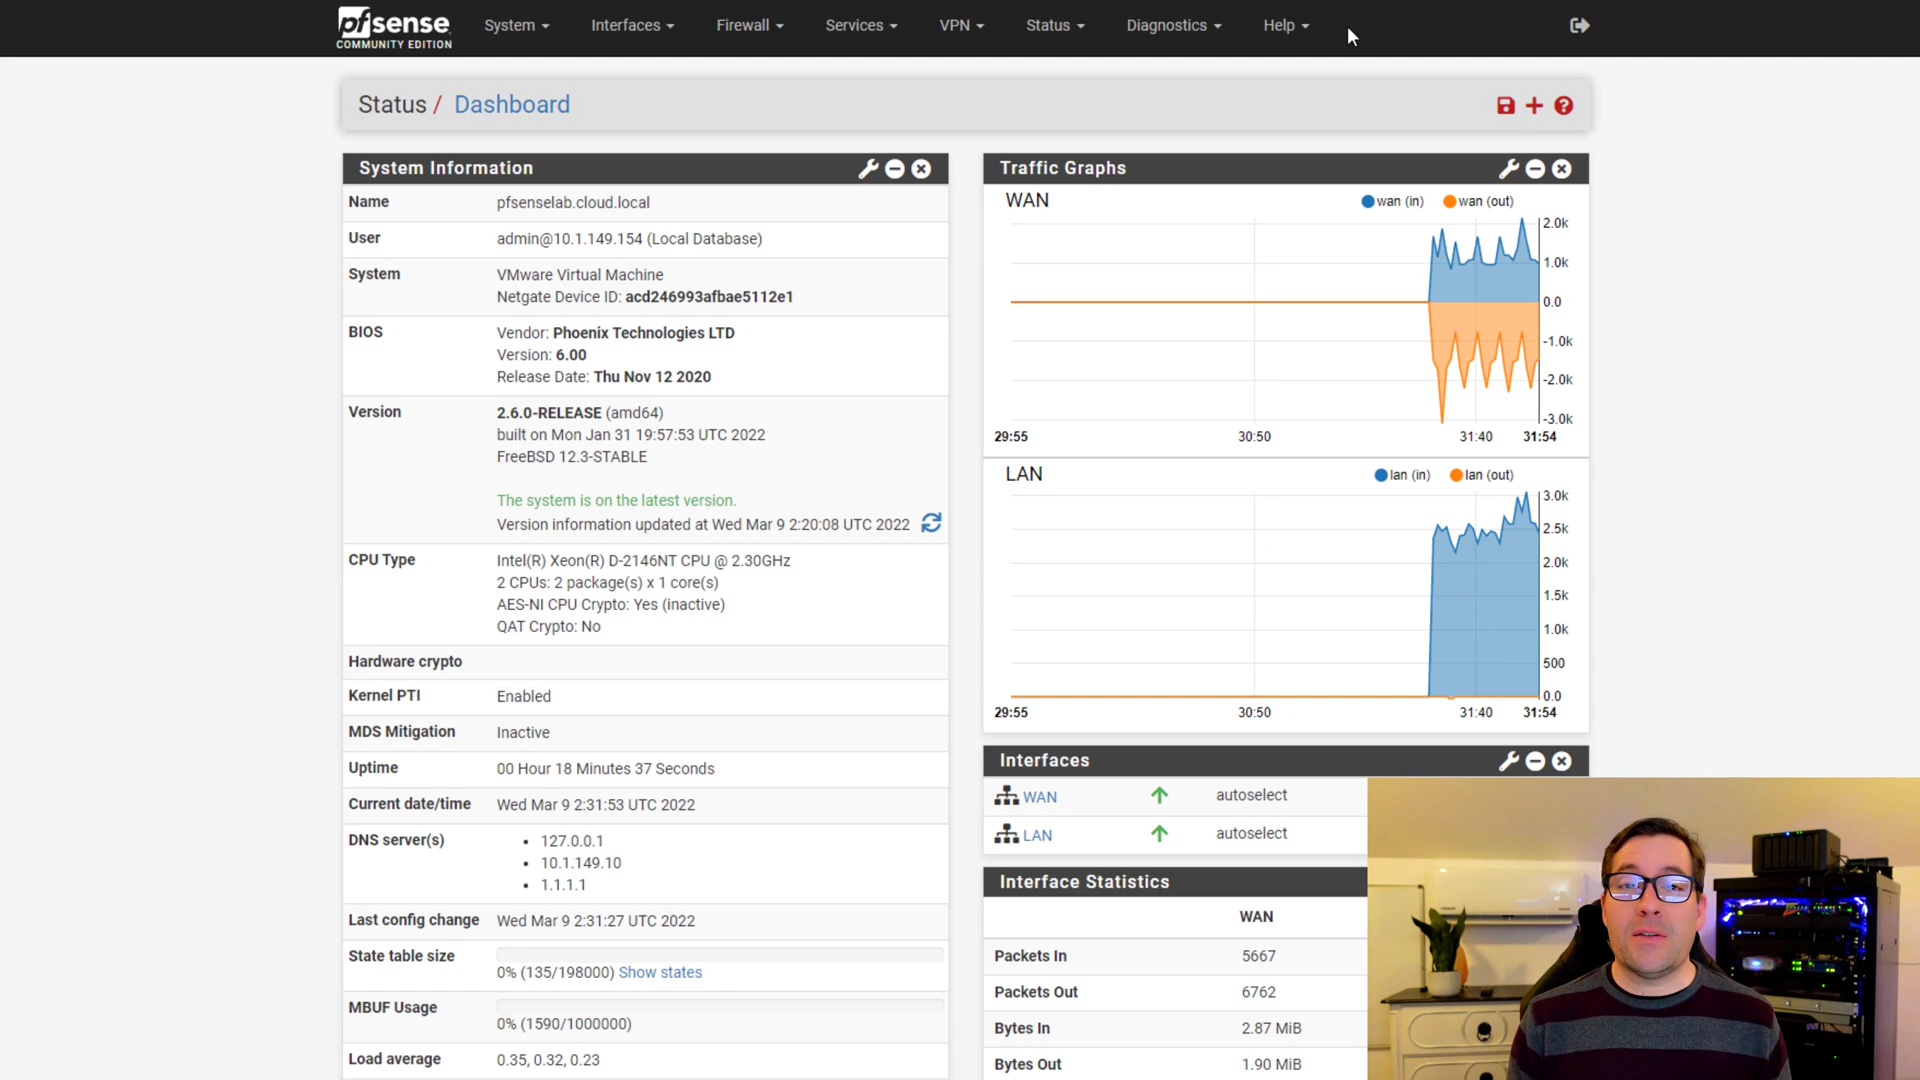 pfsense
COMMUNITY EDITION
System
Interfaces
Firewall
Services
VPN
Status
Diagnostics
Help
Status / Dashboard
System Information
Name
pfsenselab.cloud.local
User
admin@10.1.149.154 (Local Database)
System
VMware Virtual Machine
Netgate Device ID: acd246993afbae5112e1
BIOS
Vendor: Phoenix Technologies LTD
Version: 6.00
Release Date: Thu Nov 12 2020
Version
2.6.0-RELEASE (amd64)
built on Mon Jan 31 19:57:53 UTC 2022
FreeBSD 12.3-STABLE
The system is on the latest version.
Version information updated at Wed Mar 9 2:20:08 UTC 2022
CPU Type
Intel(R) Xeon(R) D-2146NT CPU @ 2.30GHz
2 CPUs: 2 package(s) x 1 core(s)
AES-NI CPU Crypto: Yes (inactive)
QAT Crypto: No
Hardware crypto
Kernel PTI
Enabled
MDS Mitigation
Inactive
Uptime
00 Hour 18 Minutes 37 Seconds
Current date/time
Wed Mar 9 2:31:53 UTC 2022
DNS server(s)
• 127.0.0.1
• 10.1.149.10
• 1.1.1.1
Last config change
Wed Mar 9 2:31:27 UTC 2022
State table size
0% (135/198000) Show states
MBUF Usage
0% (1590/1000000)
Load average
0.35, 0.32, 0.23
Traffic Graphs
WAN
wan (in)
wan (out)
2.0k
1.0k
0.0
-1.0k
-2.0k
-3.0k
29:55
30:50
31:40
31:54
LAN
lan (in)
lan (out)
3.0k
2.5k
2.0k
1.5k
1.0k
500
0.0
29:55
30:50
31:40
31:54
Interfaces
WAN
autoselect
LAN
autoselect
Interface Statistics
WAN
Packets In
5667
Packets Out
6762
Bytes In
2.87 MiB
Bytes Out
1.90 MiB